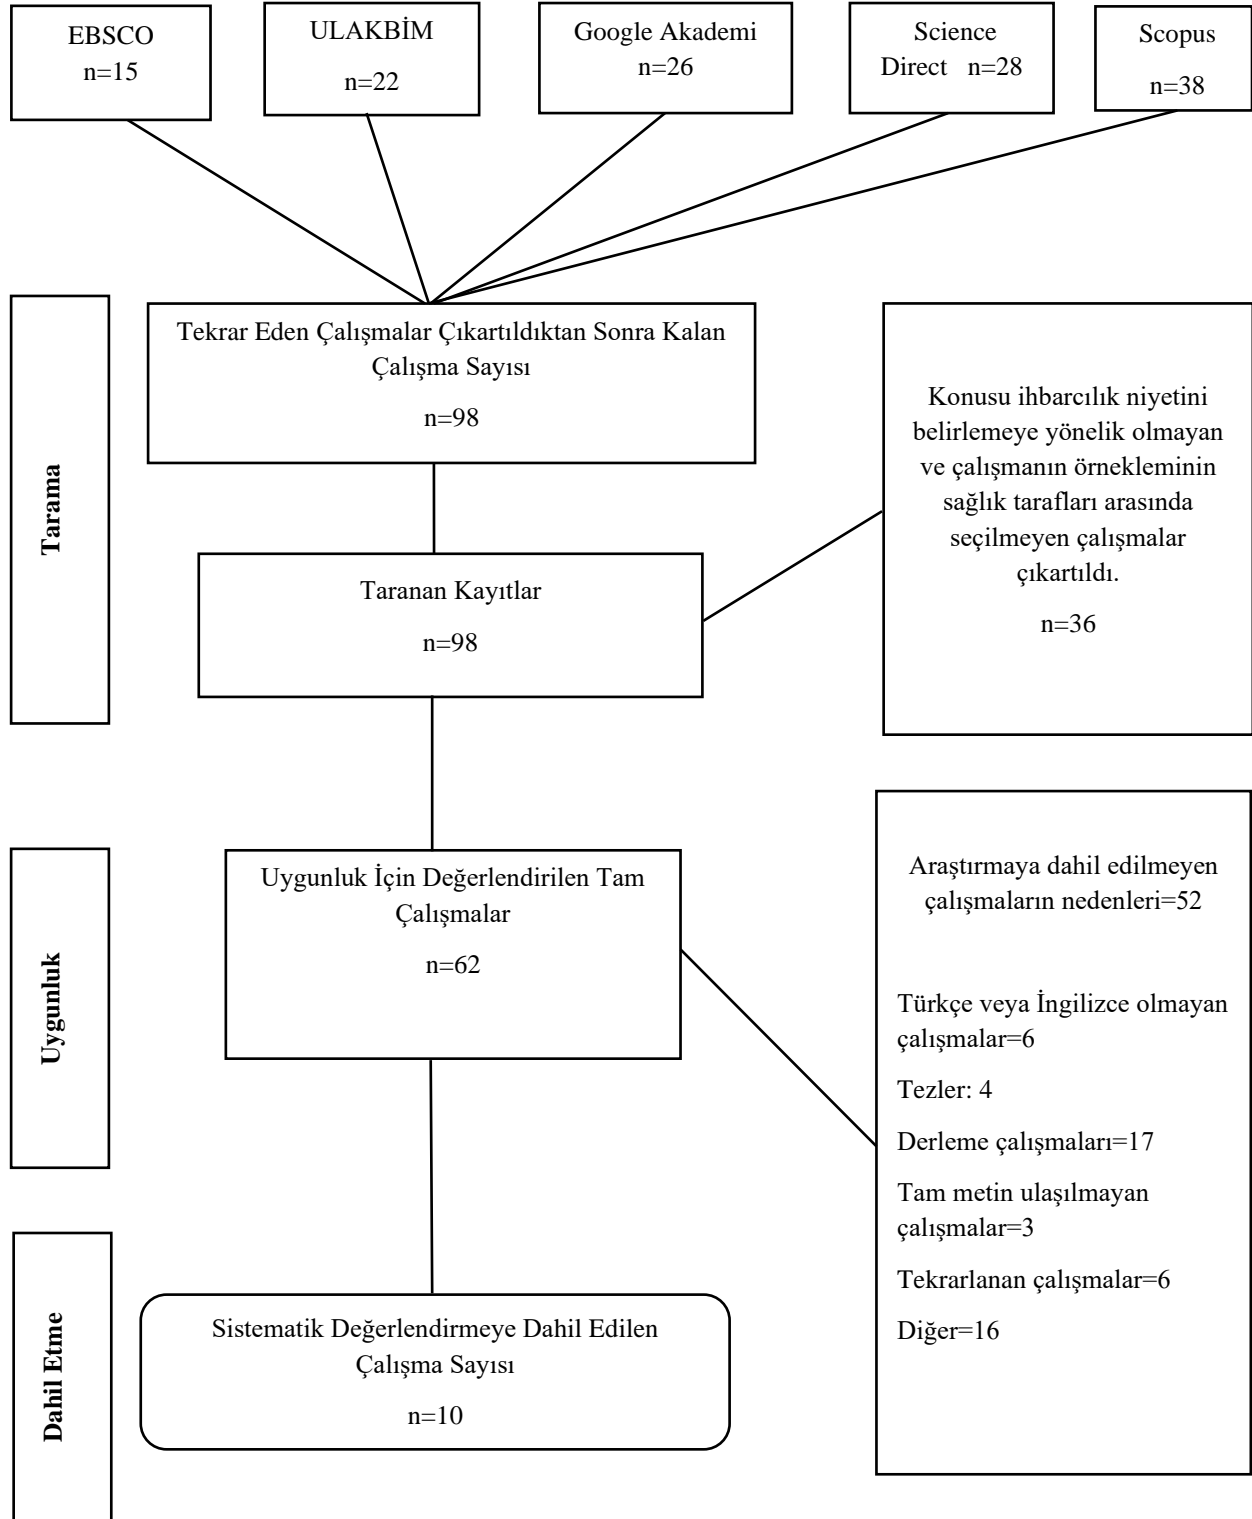 EBSCO
n=15
ULAKBİM
n=22
Google Akademi
n=26
Science
Direct n=28
Scopus
n=38
Tarama
Tekrar Eden Çalışmalar Çıkartıldıktan Sonra Kalan
Çalışma Sayısı
n=98
Taranan Kayıtlar
n=98
Konusu ihbarcılık niyetini
belirlemeye yönelik olmayan
ve çalışmanın örnekleminin
sağlık tarafları arasında
seçilmeyen çalışmalar
çıkartıldı.
n=36
Uygunluk
Uygunluk İçin Değerlendirilen Tam
Çalışmalar
n=62
Araştırmaya dahil edilmeyen
çalışmaların nedenleri=52
Türkçe veya İngilizce olmayan
çalışmalar=6
Tezler: 4
Derleme çalışmaları=17
Tam metin ulaşılmayan
çalışmalar=3
Tekrarlanan çalışmalar=6
Diğer=16
Dahil Etme
Sistematik Değerlendirmeye Dahil Edilen
Çalışma Sayısı
n=10